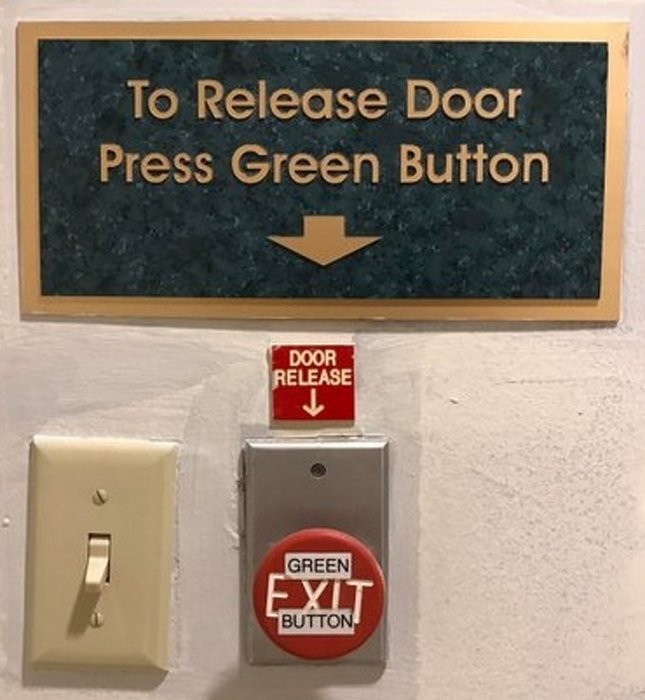 To Release Door
Press Green Button
DOOR
RELEASE
GREEN
EXIT
BUTTON